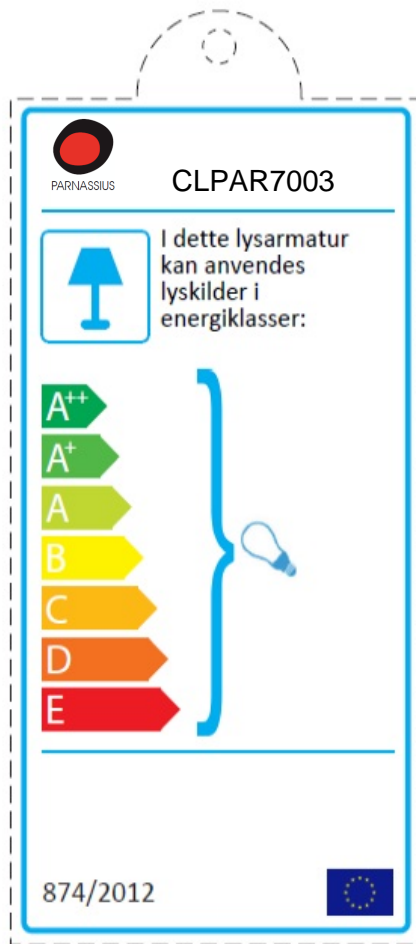 PARNASSIUS
CLPAR7003
I dette lysarmatur
kan anvendes
lyskilder i
energiklasser:
A++
A+
A
B
C
D
E
874/2012